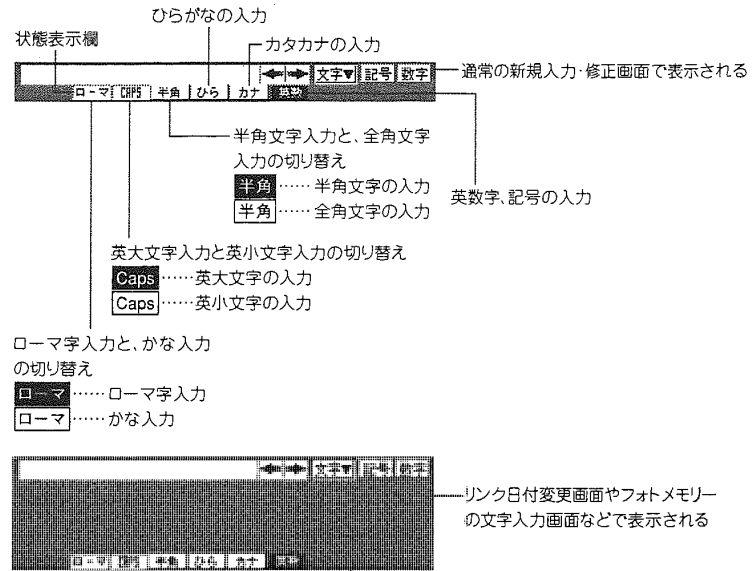 ひらがなの入力
状態表示欄
カタカナの入力
文字▼ 記号 数字
通常の新規入力・修正画面で表示される
ローマ CAPS 半角 ひら カナ 英数
半角文字入力と、全角文字
入力の切り替え
半角……半角文字の入力
半角……全角文字の入力
英数字、記号の入力
英大文字入力と英小文字入力の切り替え
Caps……英大文字の入力
Caps……英小文字の入力
ローマ字入力と、かな入力
の切り替え
ローマ……ローマ字入力
ローマ……かな入力
文字▼ 記号 数字
リンク日付変更画面やフォトメモリー
の文字入力画面などで表示される
ローマ CAPS 半角 ひら カナ 英数